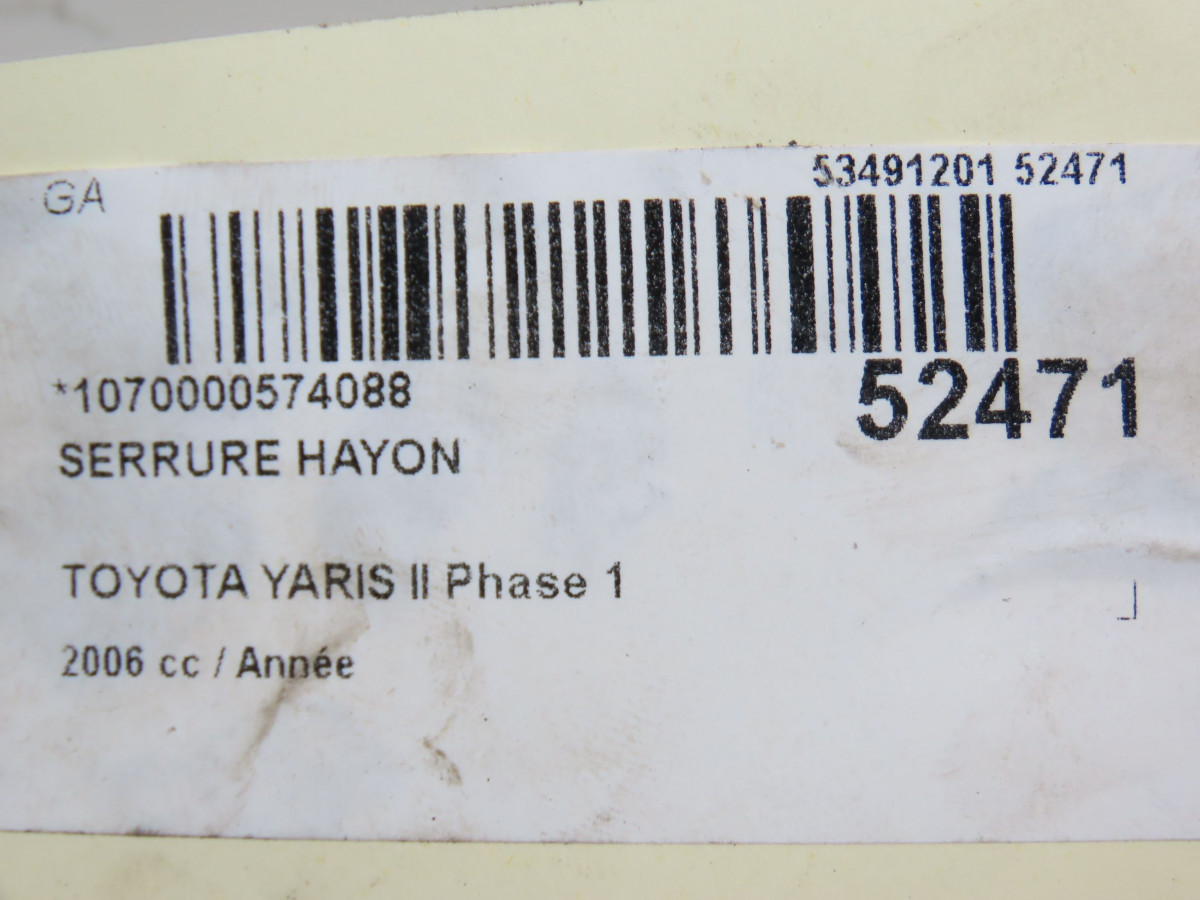 53491201 52471
GA
*1070000574088
52471
SERRURE HAYON
TOYOTA YARIS II Phase 1
2006 cc / Année